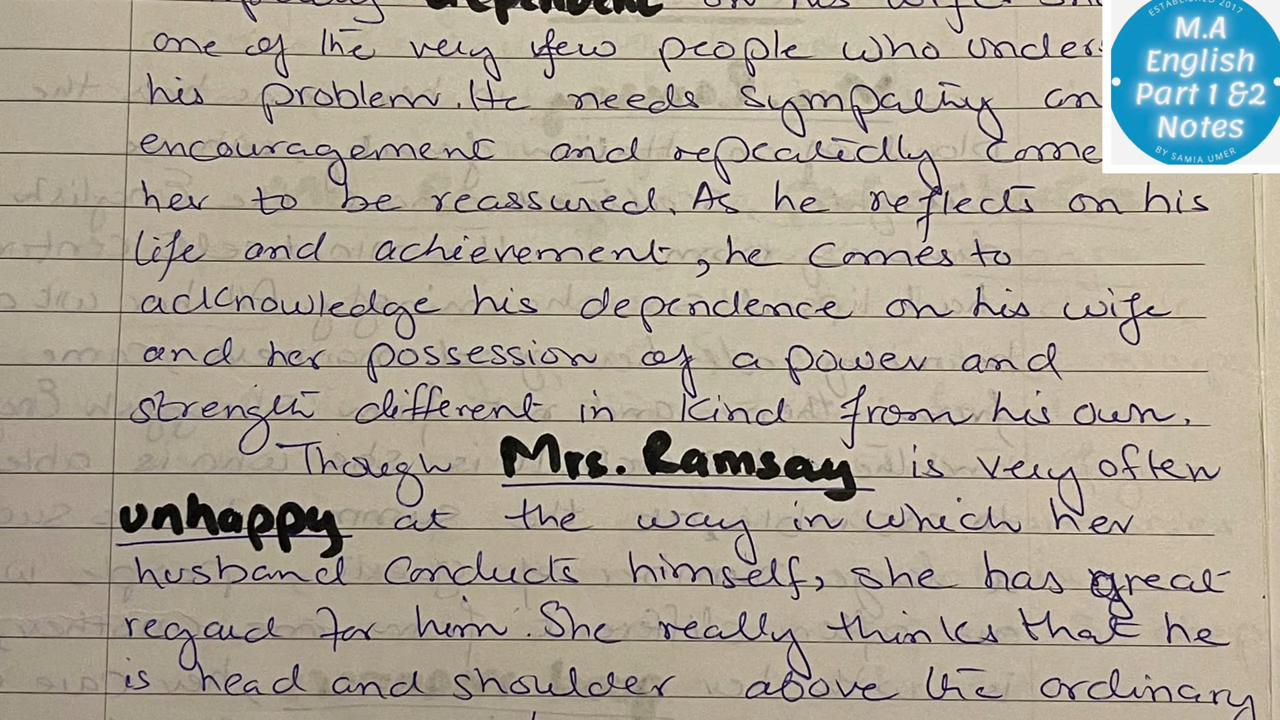 dependent on his wife
one of the very few people who under
his problem. He needs sympathy an
encouragement and repeatedly come
her to be reassured. As he reflects on his
life and achievement, he comes to
acknowledge his dependence on his wife
and her possession of a power and
strength different in kind from his own.
Though Mrs. Ramsay is very often
unhappy at the way in which her
husband conducts himself, she has great
regard for him. She really thinks that he
is head and shoulder above the ordinary
ESTABLISHED 2017
M.A
English
Part 1 &2
Notes
BY SAMIA UMER